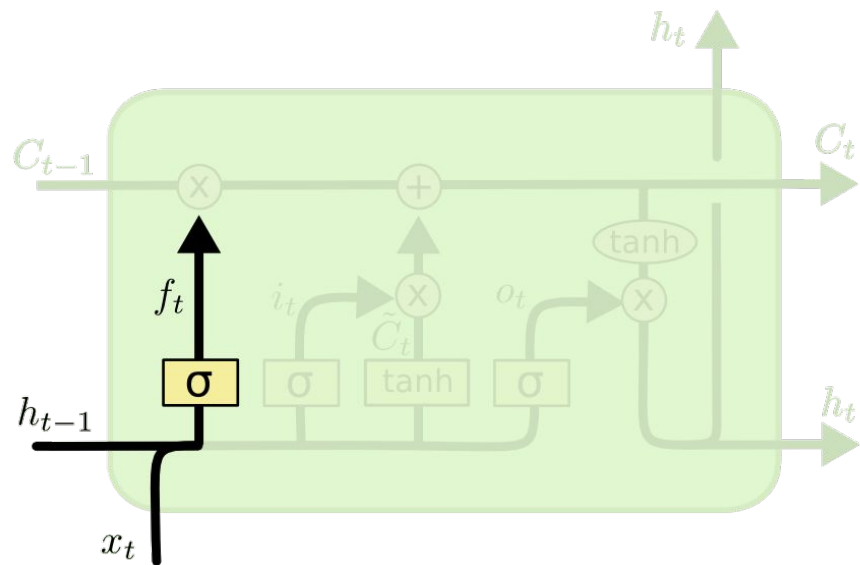 h_t
C_{t-1}
C_t
x
+
tanh
f_t
i_t
x
o_t
x
C̃_t
σ
σ
tanh
σ
h_{t-1}
h_t
x_t